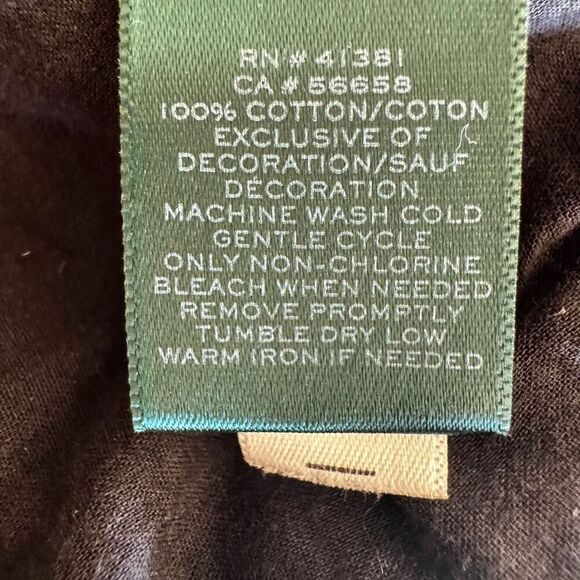 RN # 41381
CA # 56658
100% COTTON/COTON
EXCLUSIVE OF
DECORATION/SAUF
DÉCORATION
MACHINE WASH COLD
GENTLE CYCLE
ONLY NON-CHLORINE
BLEACH WHEN NEEDED
REMOVE PROMPTLY
TUMBLE DRY LOW
WARM IRON IF NEEDED